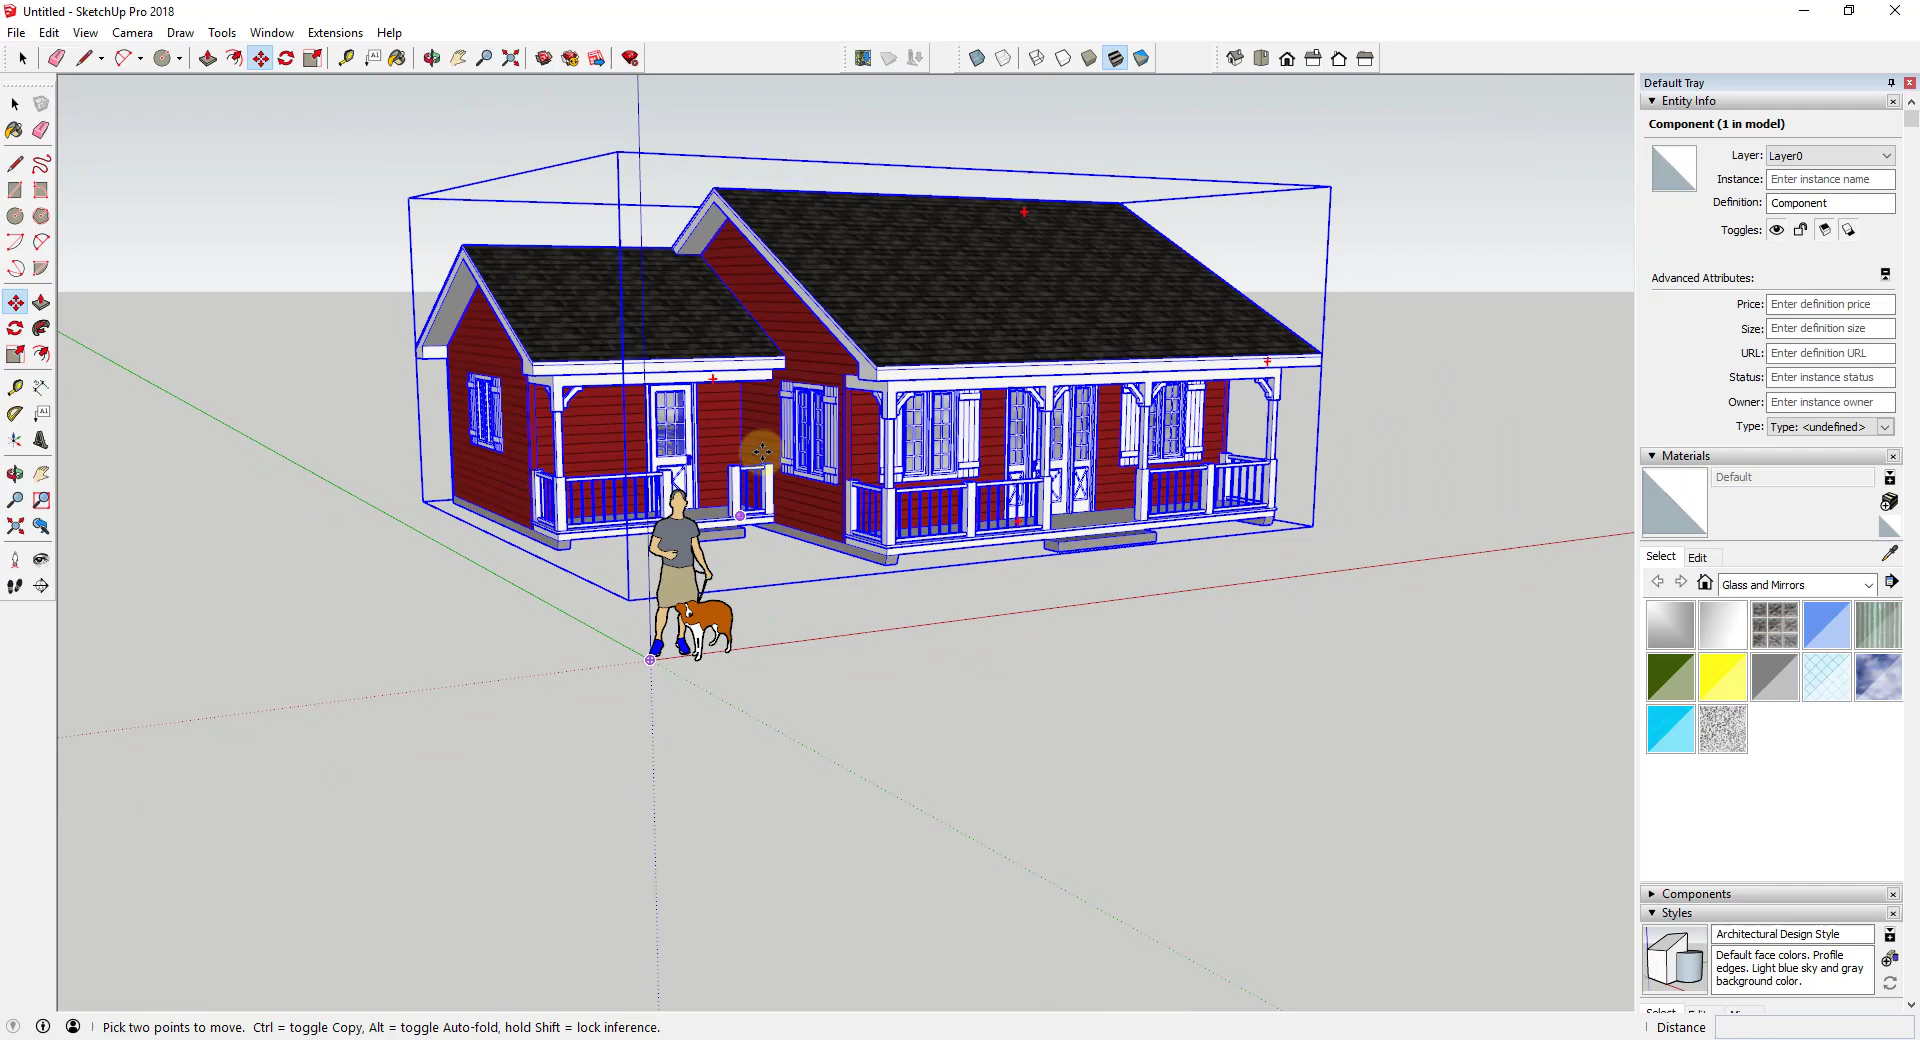 Untitled - SketchUp Pro 2018
File Edit View Camera Draw Tools Window Extensions Help
Default Tray
Entity Info
Component (1 in model)
Layer: Layer0
Instance: Enter instance name
Definition: Component
Toggles:
Advanced Attributes:
Price: Enter definition price
Size: Enter definition size
URL: Enter definition URL
Status: Enter instance status
Owner: Enter instance owner
Type: Type: <undefined>
Materials
Default
Select Edit
Glass and Mirrors
Components
Styles
Architectural Design Style
Default face colors. Profile
edges. Light blue sky and gray
background color.
Pick two points to move. Ctrl = toggle Copy, Alt = toggle Auto-fold, hold Shift = lock inference.
Distance